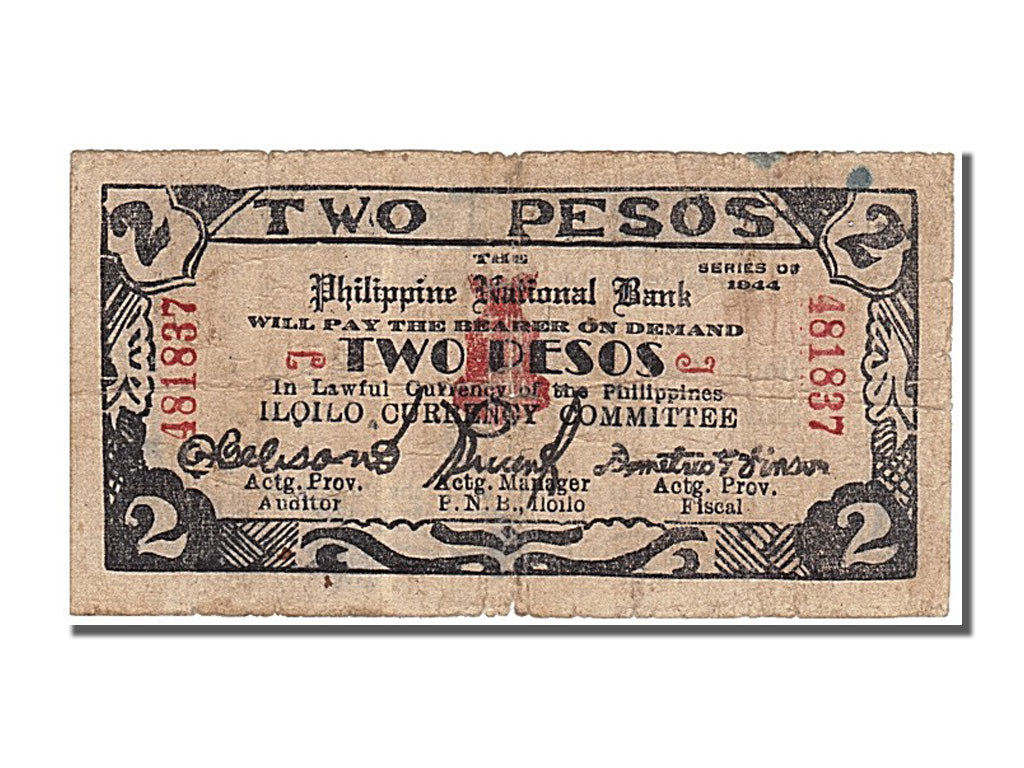 2 TWO PESOS 2
THE
SERIES OF
1944
Philippine National Bank
WILL PAY THE BEARER ON DEMAND
481837
481837
J TWO PESOS J
In Lawful Currency of the Philippines
ILOILO CURRENCY COMMITTEE
Actg. Prov. Actg. Manager Actg. Prov.
Auditor P. N. B., Iloilo Fiscal
2 2